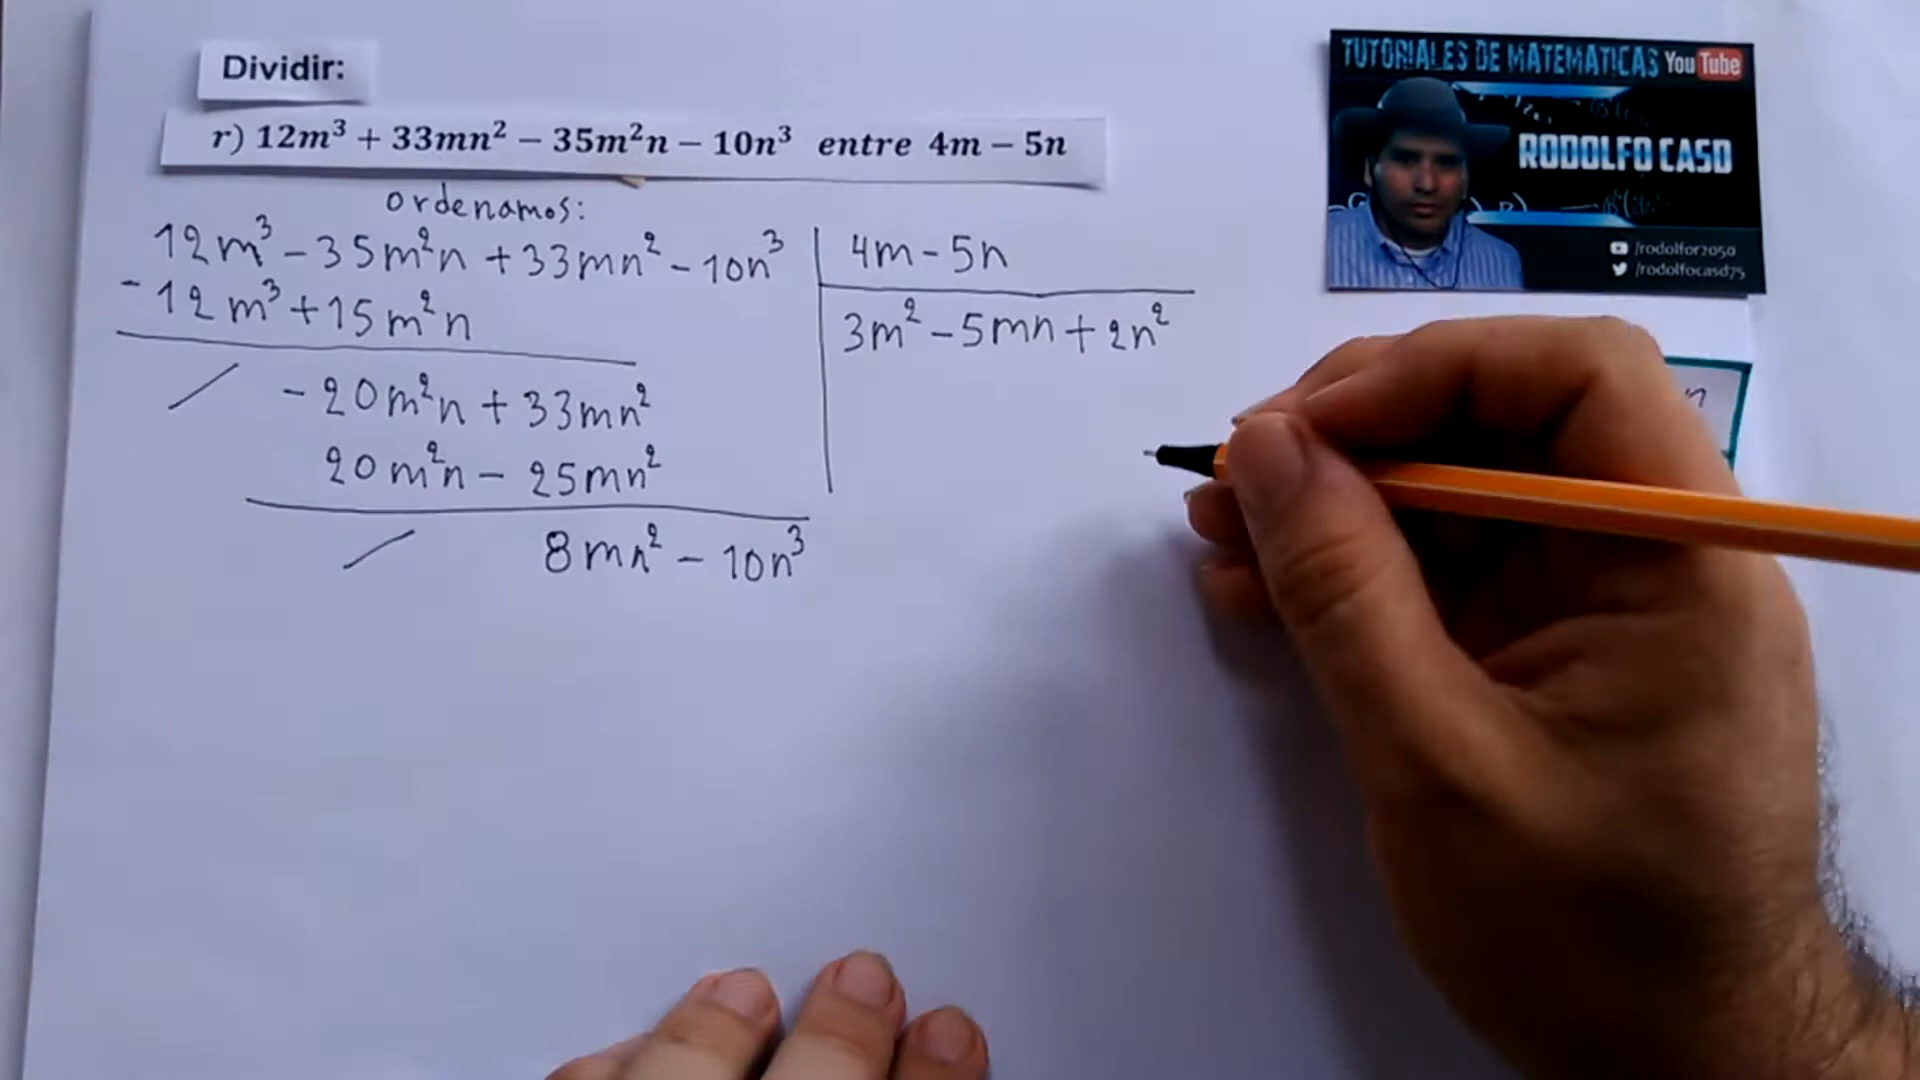 Dividir:
r) 12m³ + 33mn² − 35m²n − 10n³ entre 4m − 5n
ordenamos:
12m³ − 35m²n + 33mn² − 10n³ 4m − 5n
− 12m³ + 15m²n 3m² − 5mn + 2n²
− 20m²n + 33mn²
20m²n − 25mn²
8mn² − 10n³
TUTORIALES DE MATEMATICAS YouTube
RODOLFO CASD
/rodolfor2050
/rodolfocasd75
n